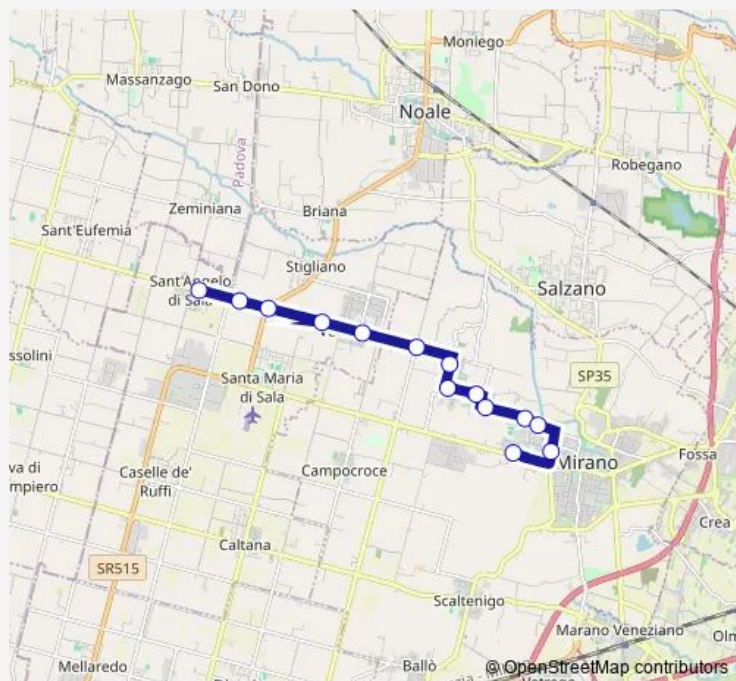 Moniego
Massanzago
San Dono
Noale
Padova
Robegano
Zeminiana
Briana
Sant'Eufemia
Stigliano
Sant'Angelo
di Sala
Salzano
ssolini
SP35
Santa Maria
di Sala
va di
mpiero
Caselle de'
Ruffi
Campocroce
Mirano
Fossa
Crea
Caltana
SR515
Scaltenigo
Marano Veneziano
Olm
Mellaredo
Ballò
© OpenStreetMap contributors